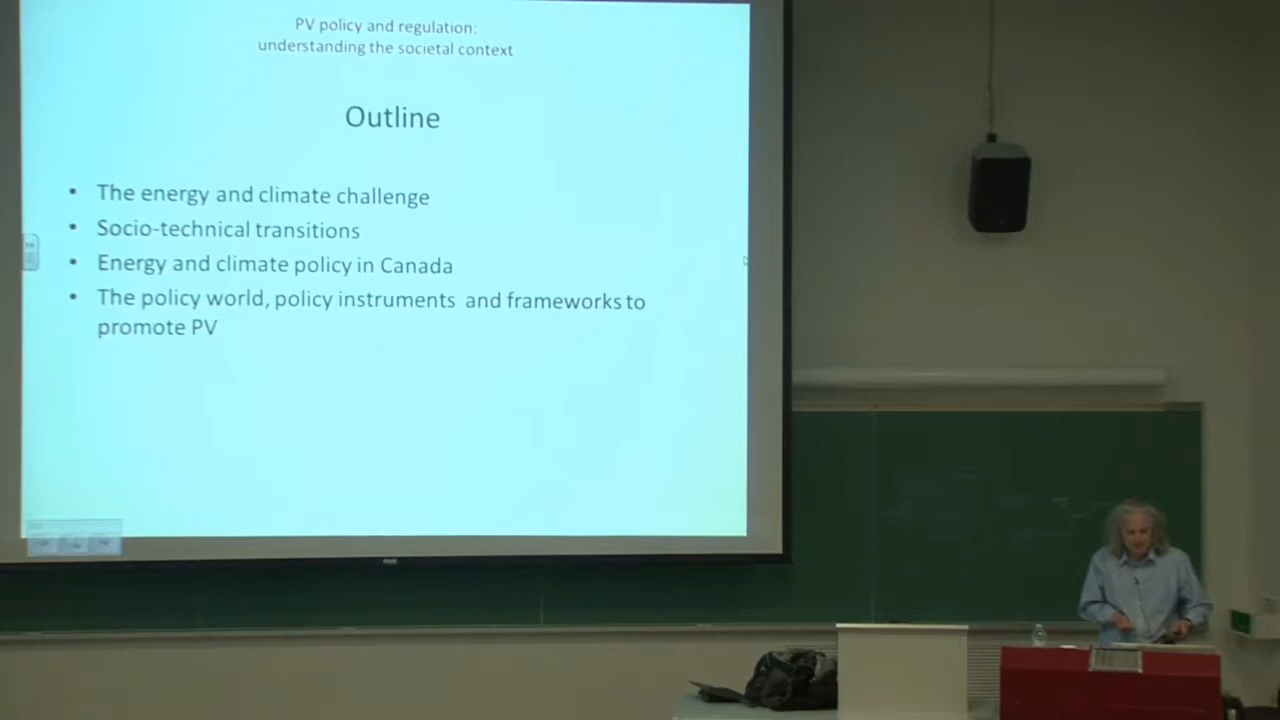 PV policy and regulation:
understanding the societal context
Outline
• The energy and climate challenge
• Socio-technical transitions
• Energy and climate policy in Canada
• The policy world, policy instruments and frameworks to
promote PV